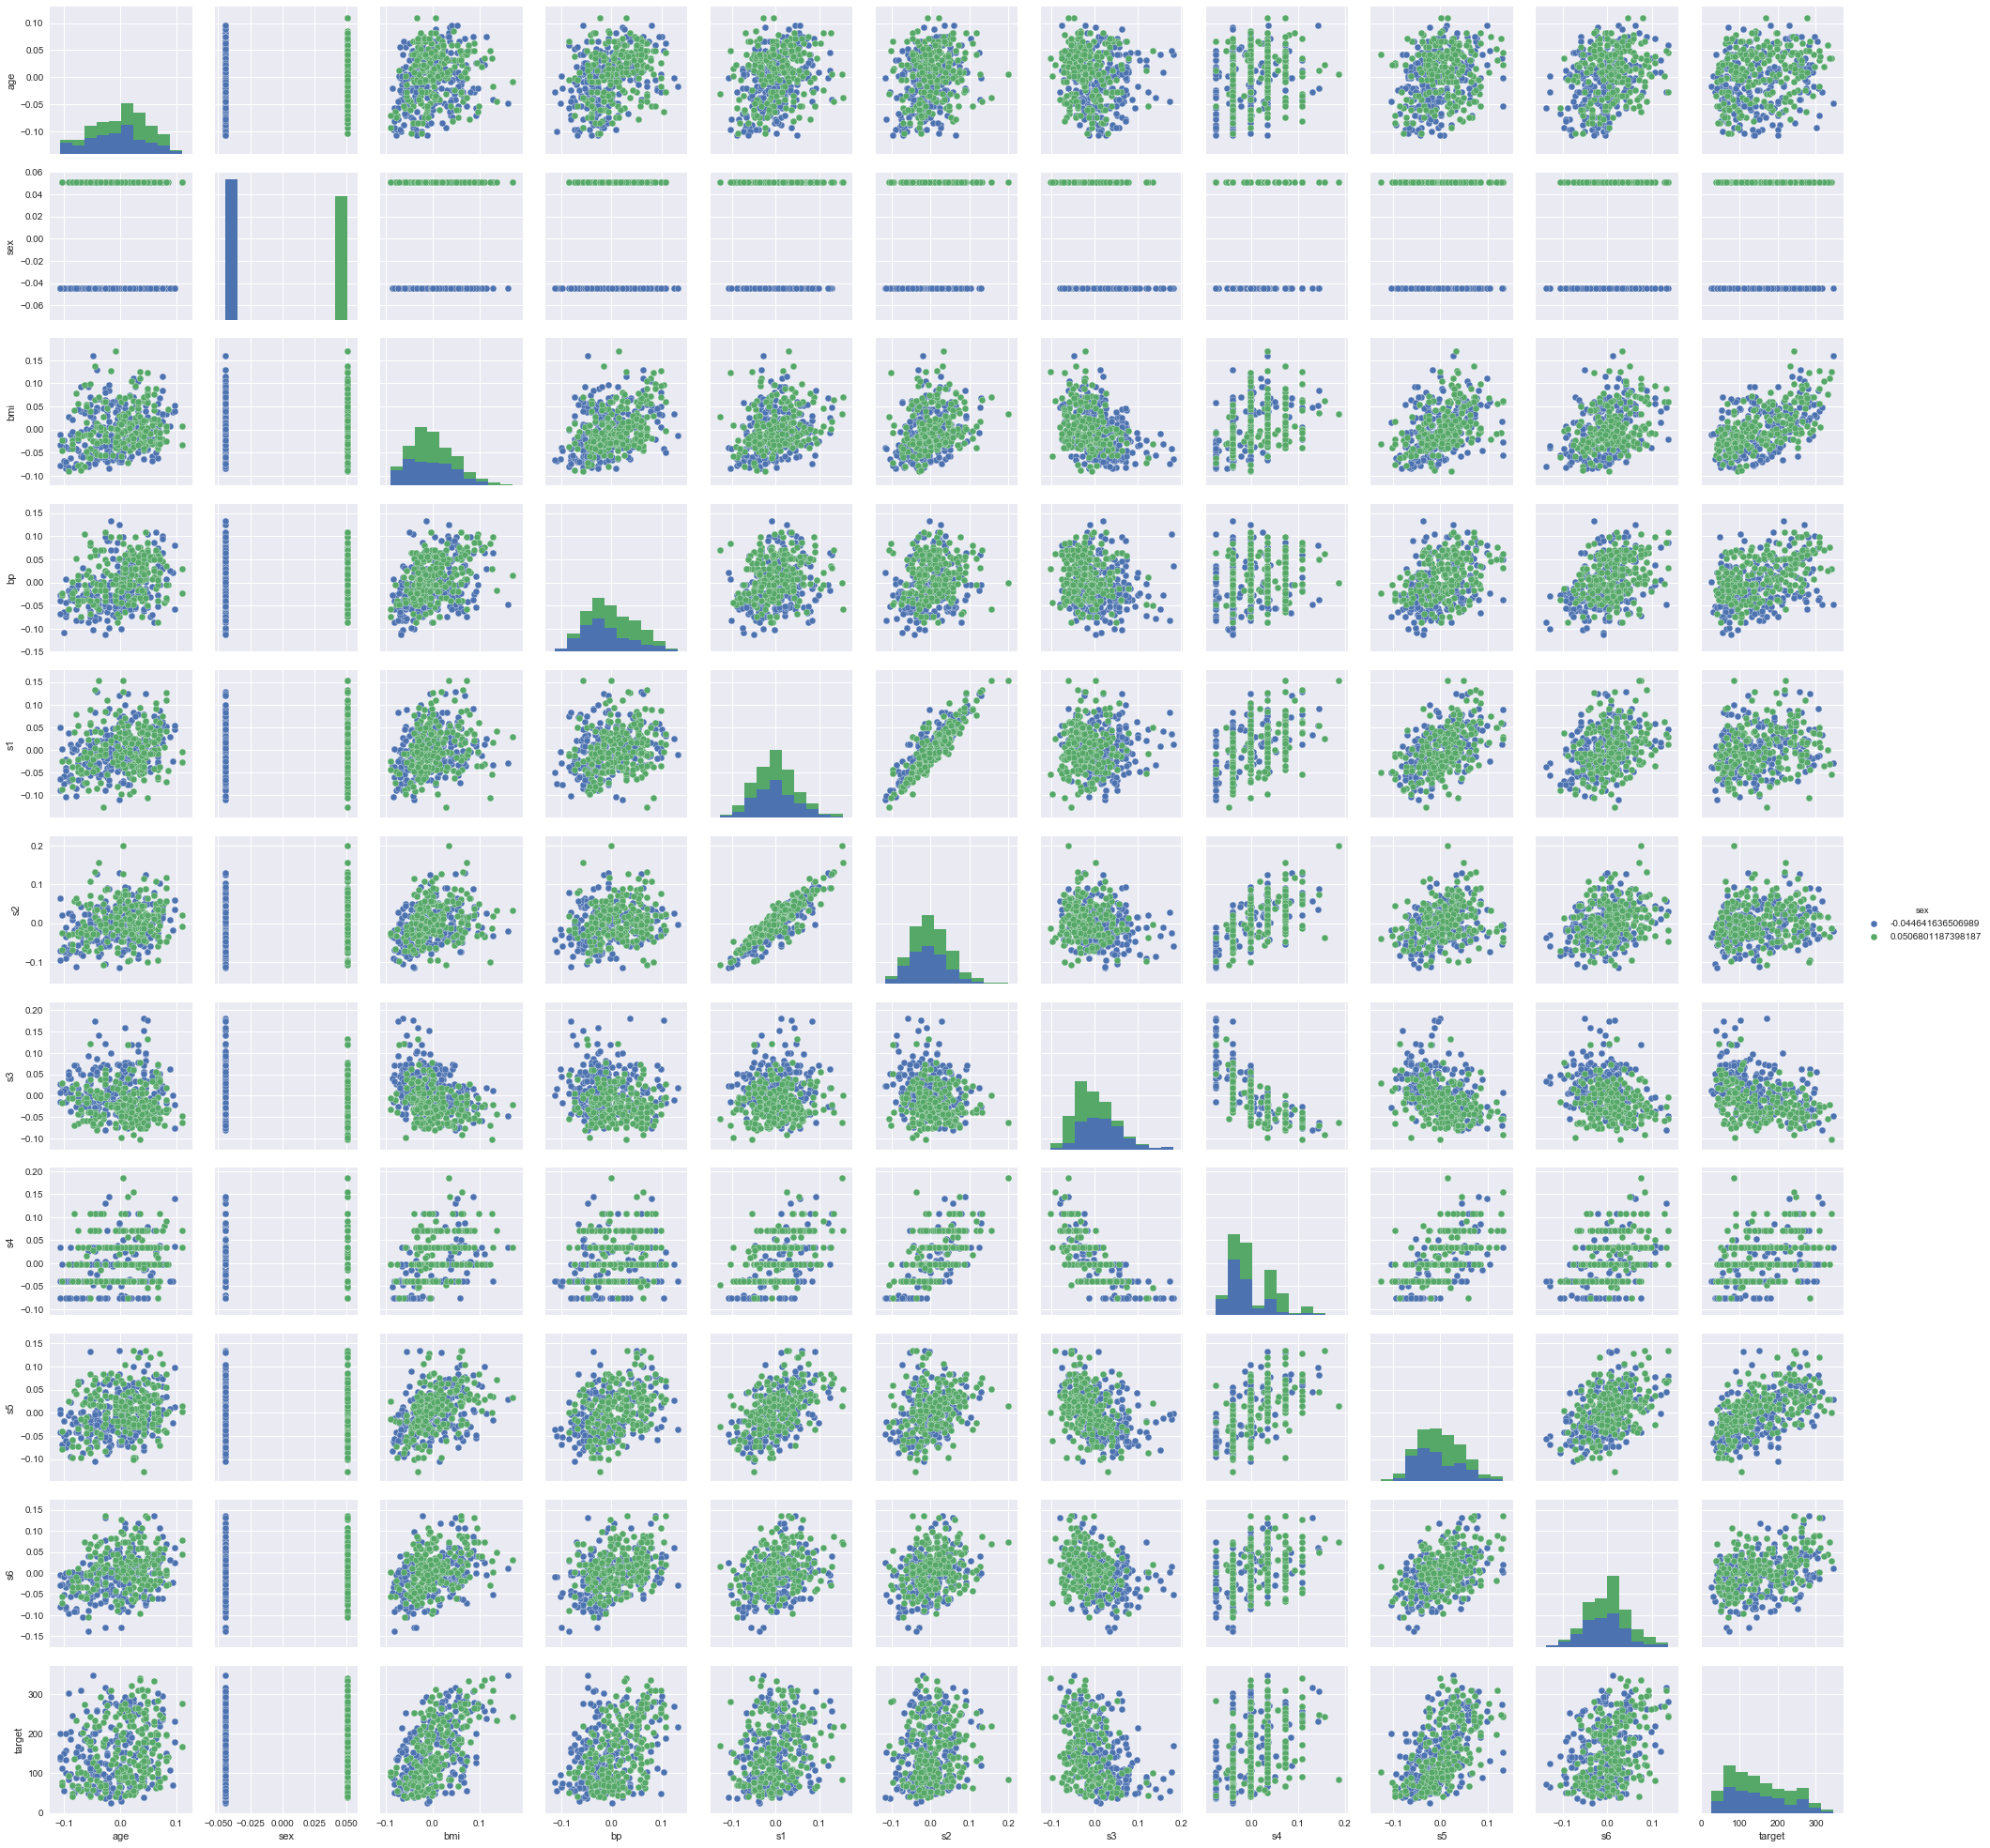 0.10
0.05
0.00
−0.05
−0.10
age
0.06
0.04
0.02
0.00
−0.02
−0.04
−0.06
sex
0.15
0.10
0.05
0.00
−0.05
−0.10
bmi
0.15
0.10
0.05
0.00
−0.05
−0.10
−0.15
bp
0.15
0.10
0.05
0.00
−0.05
−0.10
s1
0.2
0.1
0.0
−0.1
s2
sex
-0.044641636506989
0.0506801187398187
0.20
0.15
0.10
0.05
0.00
−0.05
−0.10
s3
0.20
0.15
0.10
0.05
0.00
−0.05
−0.10
s4
0.15
0.10
0.05
0.00
−0.05
−0.10
s5
0.15
0.10
0.05
0.00
−0.05
−0.10
−0.15
s6
300
200
100
0
target
−0.1 0.0 0.1
−0.050 −0.025 0.000 0.025 0.050
−0.1 0.0 0.1
−0.1 0.0 0.1
−0.1 0.0 0.1
−0.1 0.0 0.1 0.2
−0.1 0.0 0.1 0.2
−0.1 0.0 0.1 0.2
−0.1 0.0 0.1
−0.1 0.0 0.1
0 100 200 300
age sex bmi bp s1 s2 s3 s4 s5 s6 target